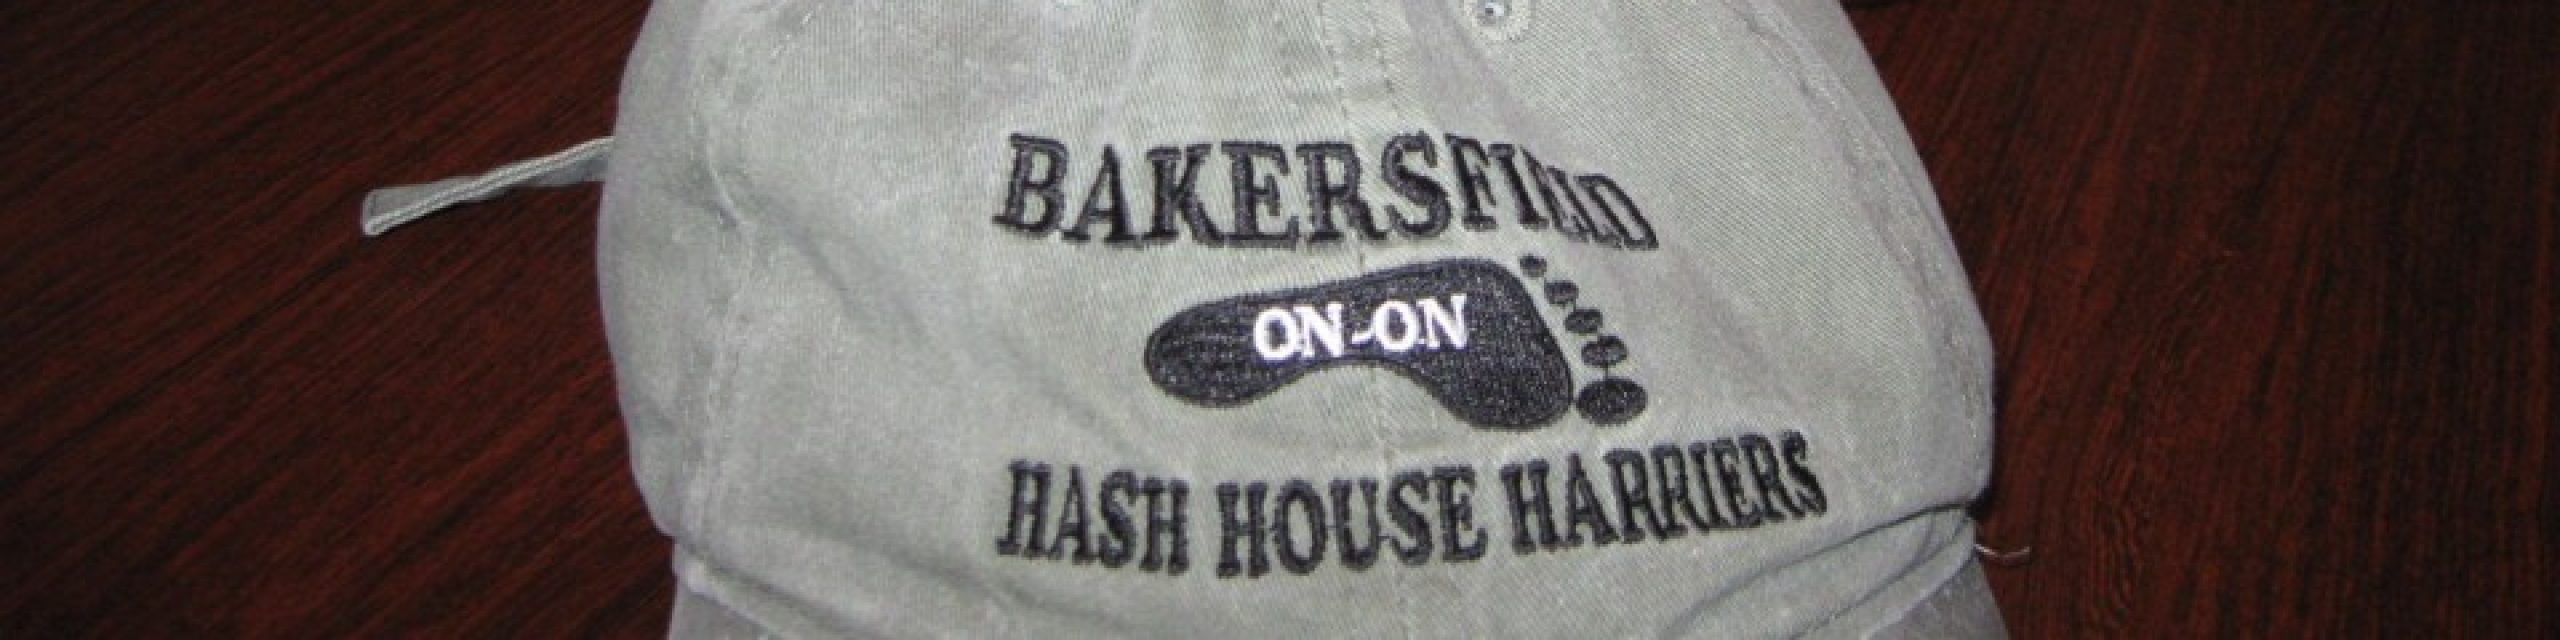 BAKERSFIELD
ON-ON
HASH HOUSE HARRIERS